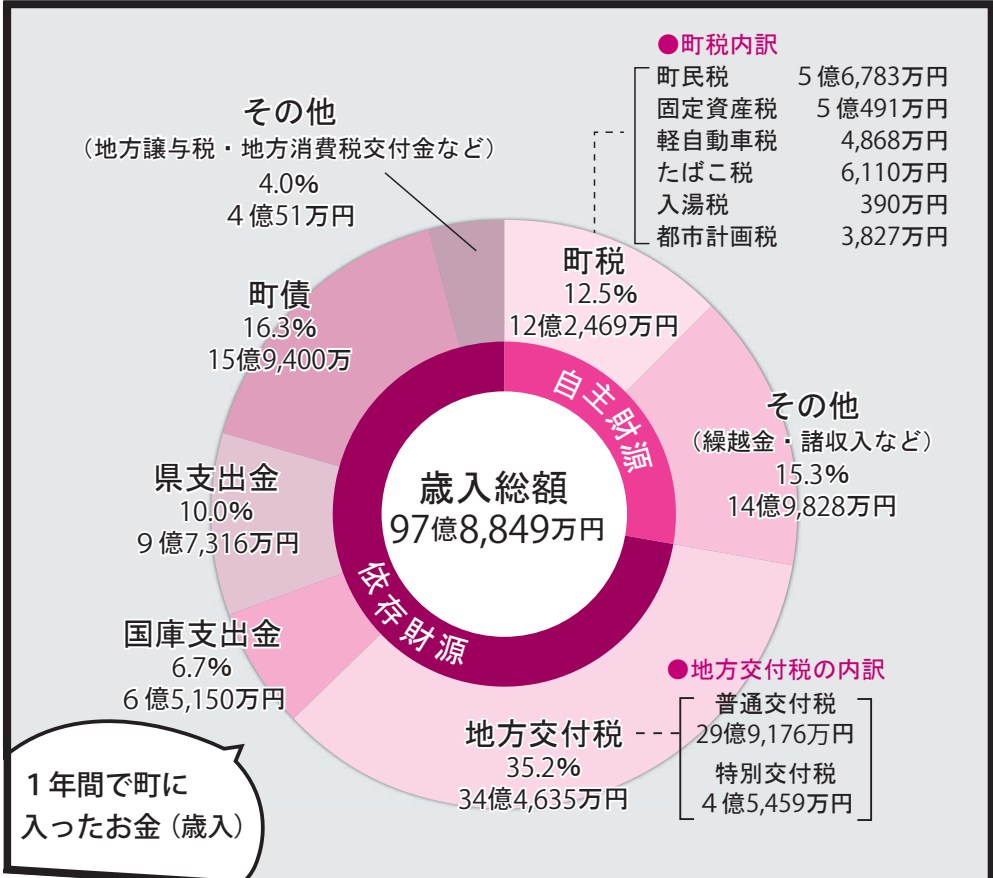 ●町税内訳
町民税 5億6,783万円
固定資産税 5億491万円
軽自動車税 4,868万円
たばこ税 6,110万円
入湯税 390万円
都市計画税 3,827万円
その他
（地方譲与税・地方消費税交付金など）
4.0%
4億51万円
町税
12.5%
12億2,469万円
町債
16.3%
15億9,400万
自主財源
その他
（繰越金・諸収入など）
15.3%
14億9,828万円
歳入総額
97億8,849万円
県支出金
10.0%
9億7,316万円
依存財源
国庫支出金
6.7%
6億5,150万円
地方交付税
35.2%
34億4,635万円
●地方交付税の内訳
普通交付税
29億9,176万円
特別交付税
4億5,459万円
1年間で町に
入ったお金（歳入）